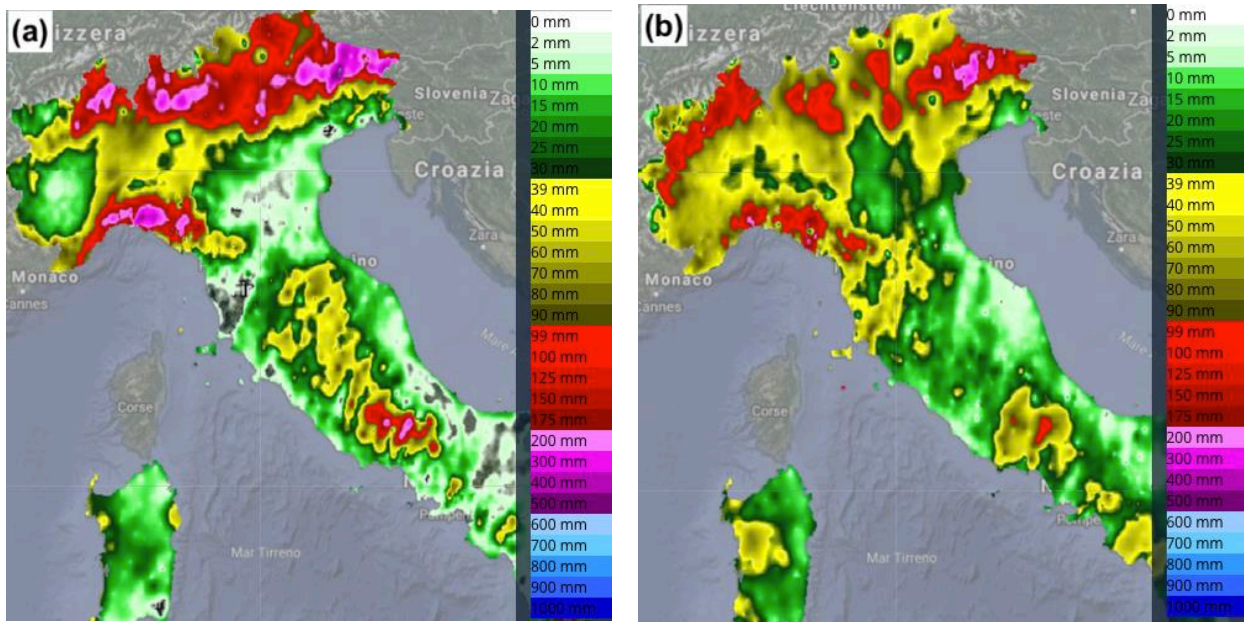 (a)
izzera
Slovenia
Zag
Croazia
Zara
Monaco
Cannes
ino
Mare A
Corse
Mar Tirreno
0 mm
2 mm
5 mm
10 mm
15 mm
20 mm
25 mm
30 mm
39 mm
40 mm
50 mm
60 mm
70 mm
80 mm
90 mm
99 mm
100 mm
125 mm
150 mm
175 mm
200 mm
300 mm
400 mm
500 mm
600 mm
700 mm
800 mm
900 mm
1000 mm
(b)
Liechtenstein
izzera
Slovenia
Zag
Croazia
Zara
Monaco
Cannes
ino
Mare A
Corse
Mar Tirreno
0 mm
2 mm
5 mm
10 mm
15 mm
20 mm
25 mm
30 mm
39 mm
40 mm
50 mm
60 mm
70 mm
80 mm
90 mm
99 mm
100 mm
125 mm
150 mm
175 mm
200 mm
300 mm
400 mm
500 mm
600 mm
700 mm
800 mm
900 mm
1000 mm